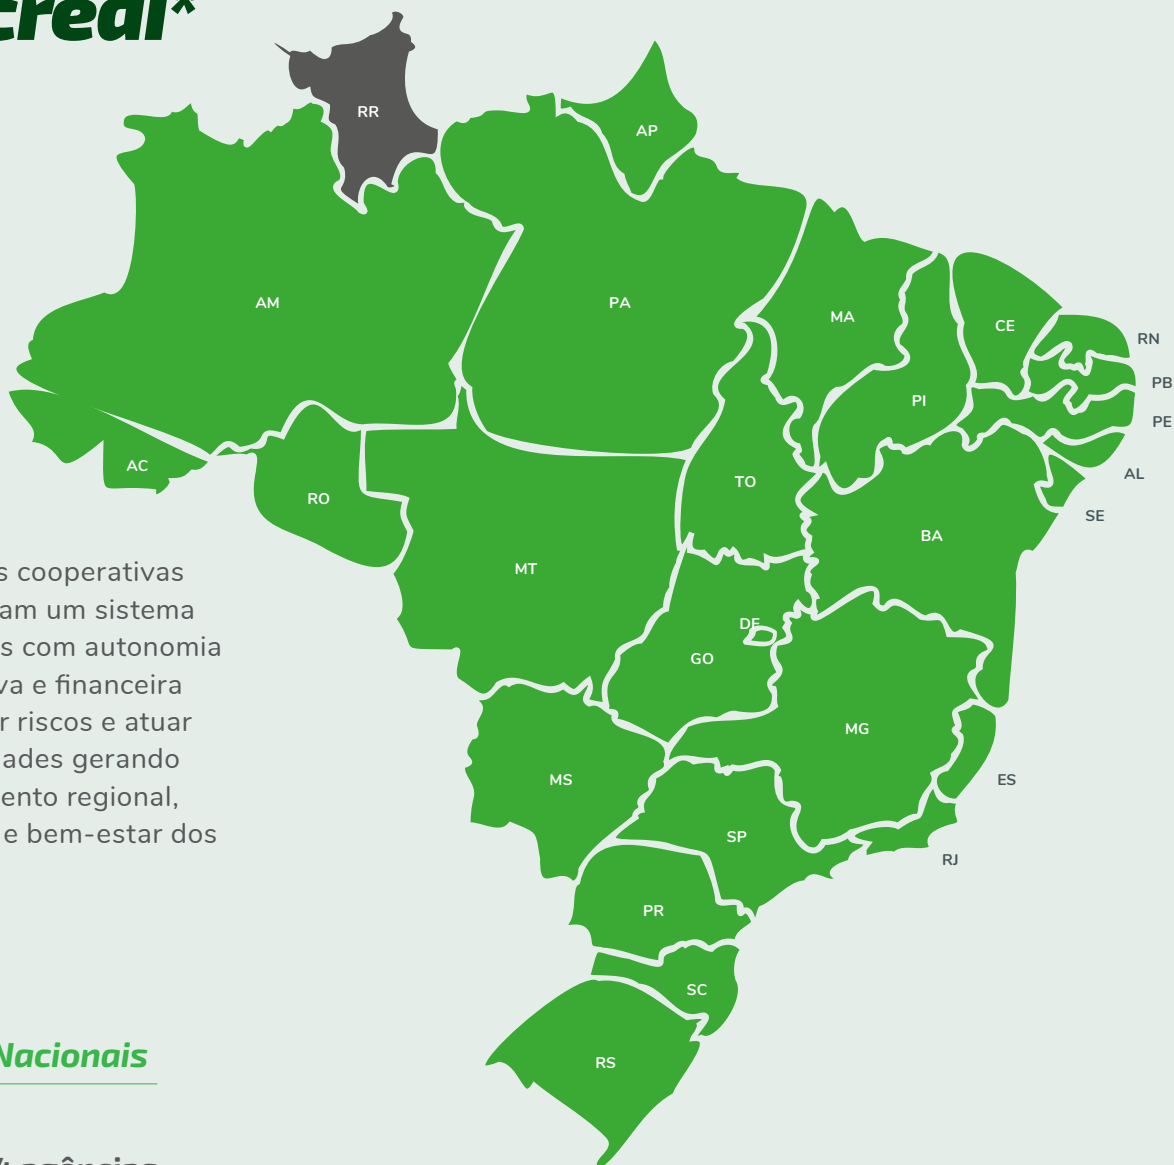 creal*
RR
AP
AM
PA
MA
CE
RN
PB
PI
PE
AC
AL
TO
RO
SE
BA
MT
DF
GO
MG
MS
ES
SP
RJ
PR
SC
RS
s cooperativas
am um sistema
s com autonomia
va e financeira
r riscos e atuar
ades gerando
ento regional,
e bem-estar dos
Nacionais
agências